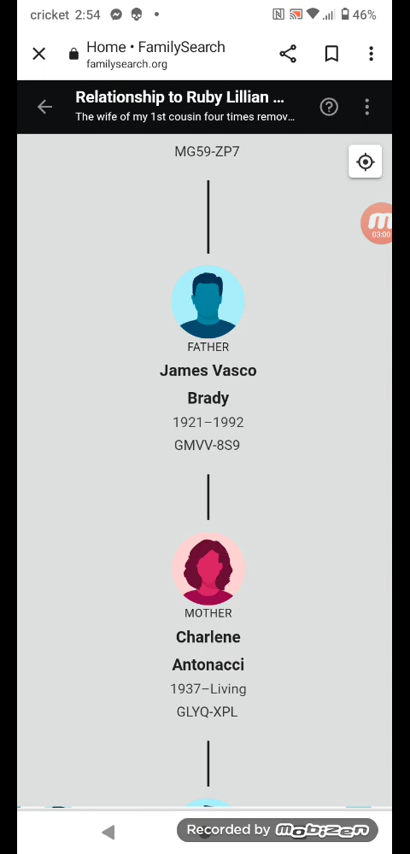 cricket 2:54 46%
Home • FamilySearch
familysearch.org
Relationship to Ruby Lillian ...
The wife of my 1st cousin four times remov...
MG59-ZP7
03:00
FATHER
James Vasco
Brady
1921–1992
GMVV-8S9
MOTHER
Charlene
Antonacci
1937–Living
GLYQ-XPL
Recorded by mobizen